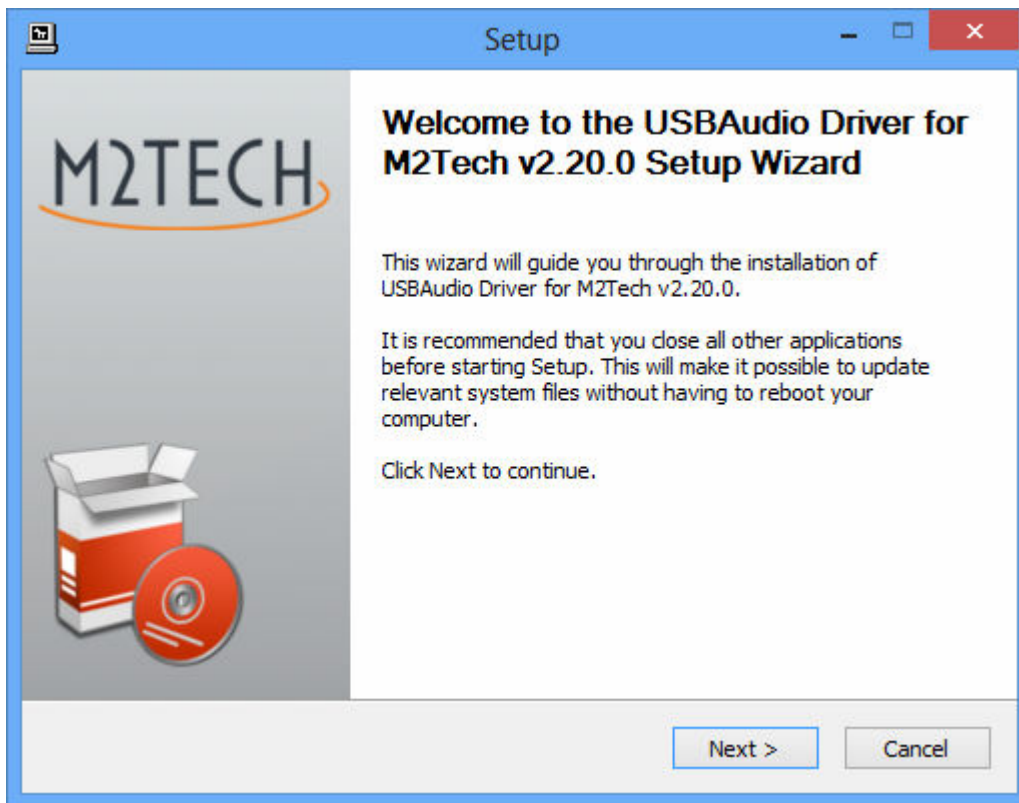 Setup
M2TECH
Welcome to the USBAudio Driver for
M2Tech v2.20.0 Setup Wizard
This wizard will guide you through the installation of
USBAudio Driver for M2Tech v2.20.0.
It is recommended that you close all other applications
before starting Setup. This will make it possible to update
relevant system files without having to reboot your
computer.
Click Next to continue.
Next >
Cancel